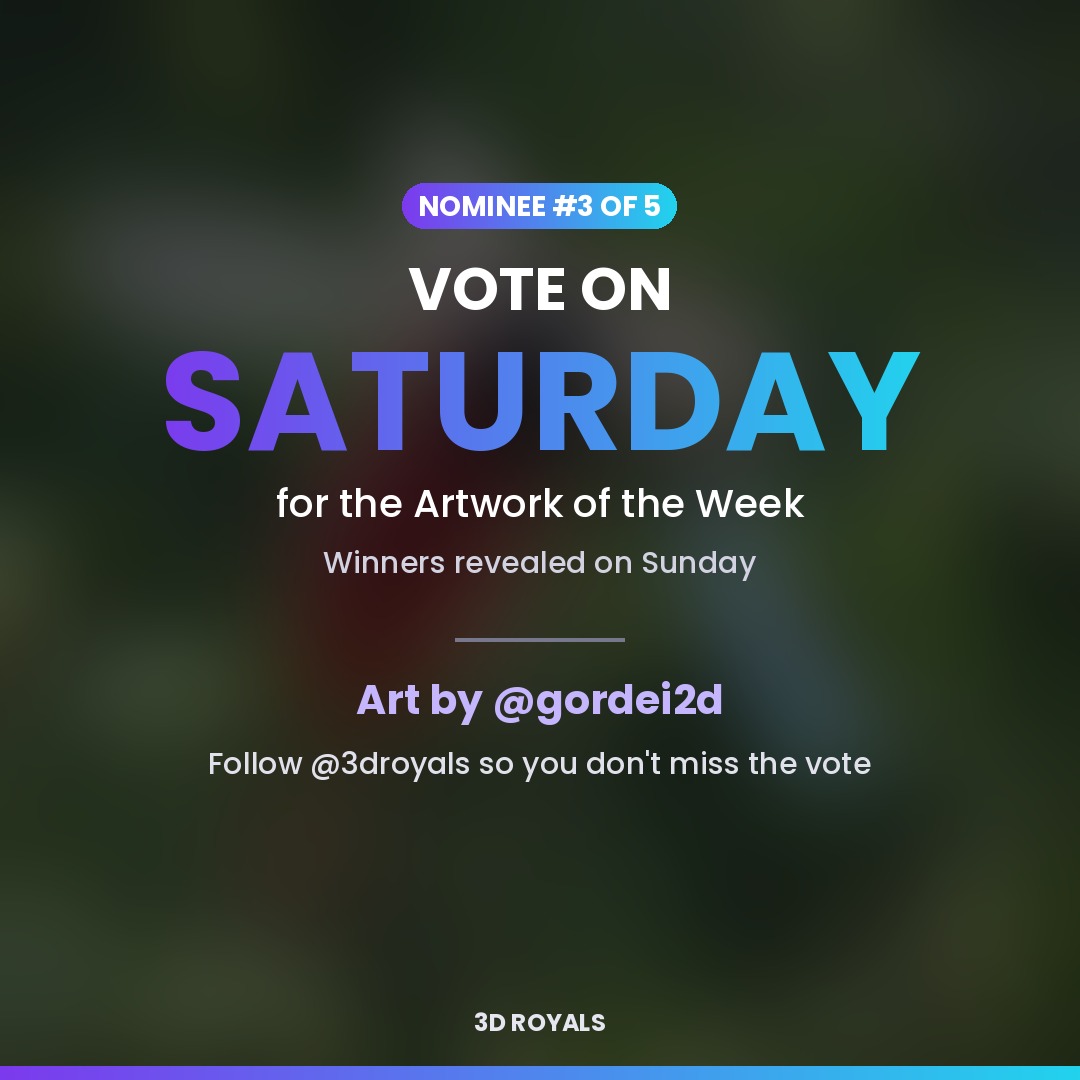 NOMINEE #3 OF 5
VOTE ON
SATURDAY
for the Artwork of the Week
Winners revealed on Sunday
Art by @gordei2d
Follow @3droyals so you don't miss the vote
3D ROYALS